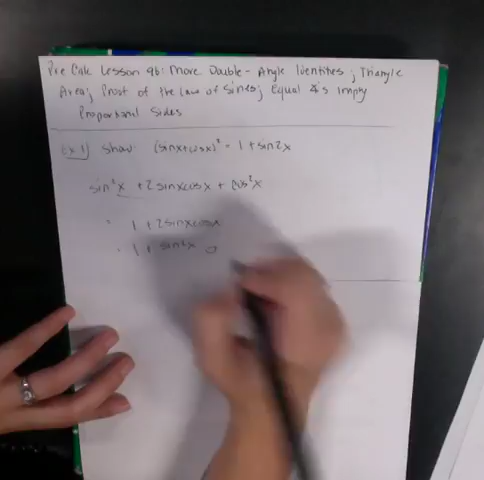 Pre Calc Lesson 96: More Double-Angle Identities; Triangle
Area; Proof of the Law of Sines; Equal ∡'s imply
Proportional Sides
Ex 1) Show: (sinx+cosx)² = 1 + sin2x
sin²x + 2sinxcosx + cos²x
= 1 + 2sinxcosx
= 1 + sin2x